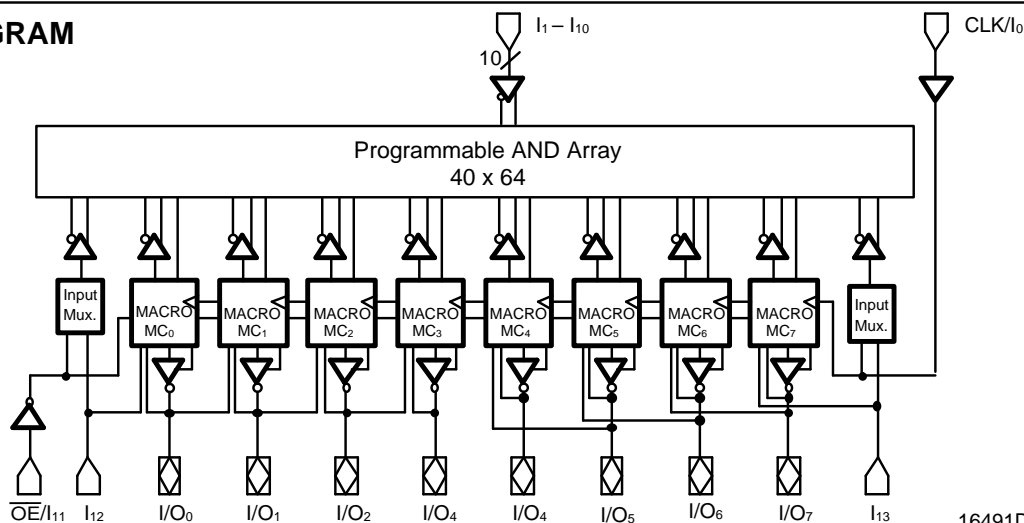 GRAM
I₁ – I₁₀
CLK/I₀
10
Programmable AND Array
40 x 64
Input
Mux.
MACRO
MC₀
MACRO
MC₁
MACRO
MC₂
MACRO
MC₃
MACRO
MC₄
MACRO
MC₅
MACRO
MC₆
MACRO
MC₇
Input
Mux.
O̅E̅/I₁₁ I₁₂ I/O₀ I/O₁ I/O₂ I/O₄ I/O₄ I/O₅ I/O₆ I/O₇ I₁₃
16491D